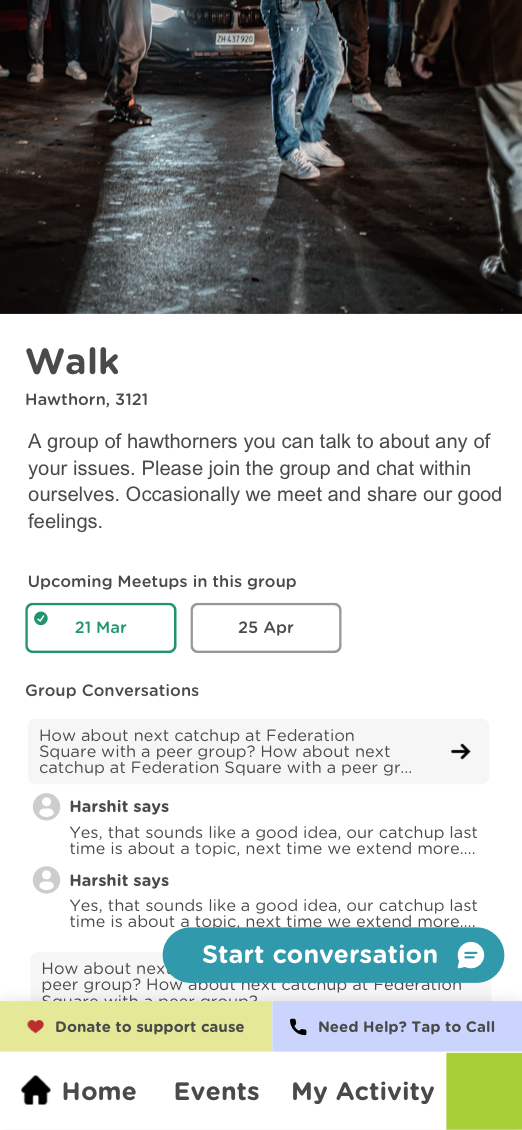 ZH·437920
Walk
Hawthorn, 3121
A group of hawthorners you can talk to about any of
your issues. Please join the group and chat within
ourselves. Occasionally we meet and share our good
feelings.
Upcoming Meetups in this group
21 Mar
25 Apr
Group Conversations
How about next catchup at Federation
Square with a peer group? How about next
catchup at Federation Square with a peer gr...
Harshit says
Yes, that sounds like a good idea, our catchup last
time is about a topic, next time we extend more....
Harshit says
Yes, that sounds like a good idea, our catchup last
time is about a topic, next time we extend more....
Start conversation
How about nex
peer group? How about next catchup at Federation
Square with a peer group?
Donate to support cause
Need Help? Tap to Call
Home
Events
My Activity